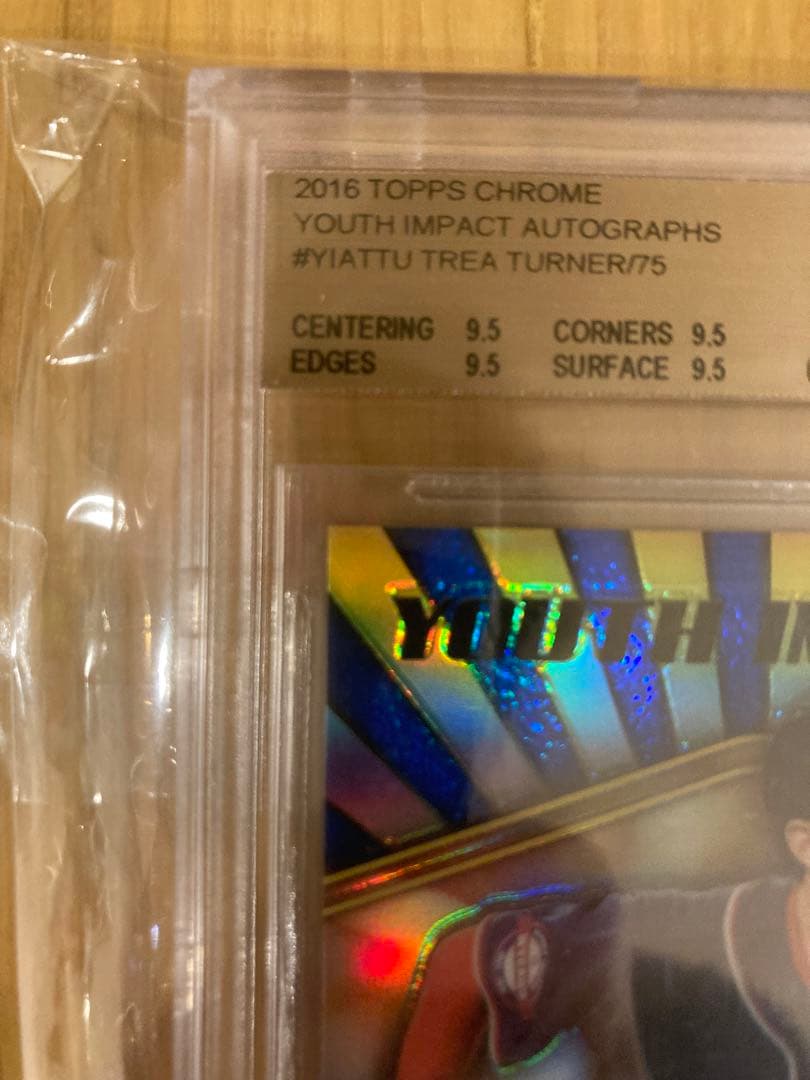 2016 TOPPS CHROME
YOUTH IMPACT AUTOGRAPHS
#YIATTU TREA TURNER/75
CENTERING 9.5 CORNERS 9.5
EDGES 9.5 SURFACE 9.5
YOUTH